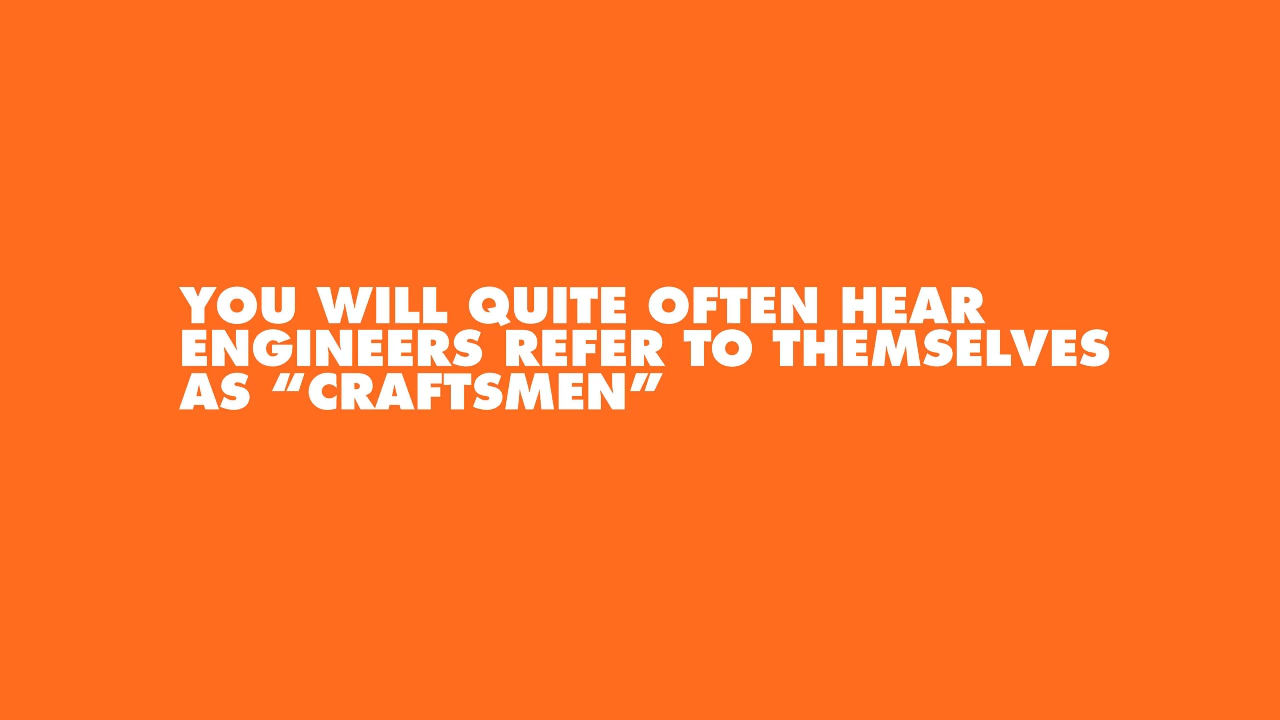 YOU WILL QUITE OFTEN HEAR
ENGINEERS REFER TO THEMSELVES
AS “CRAFTSMEN”